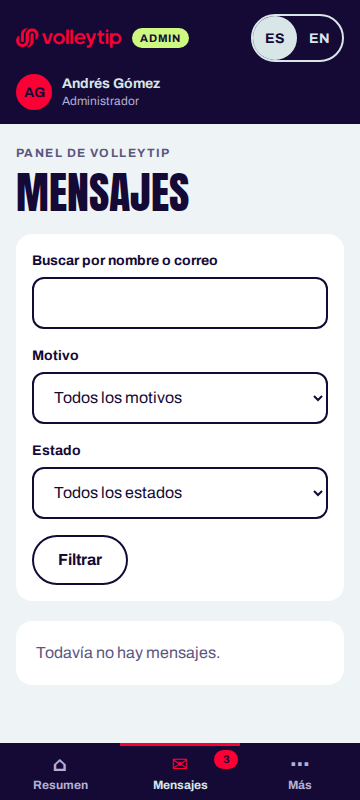 volleytip ADMIN ES EN
AG Andrés Gómez
Administrador
PANEL DE VOLLEYTIP
MENSAJES
Buscar por nombre o correo
Motivo
Todos los motivos
Estado
Todos los estados
Filtrar
Todavía no hay mensajes.
3
Resumen Mensajes Más